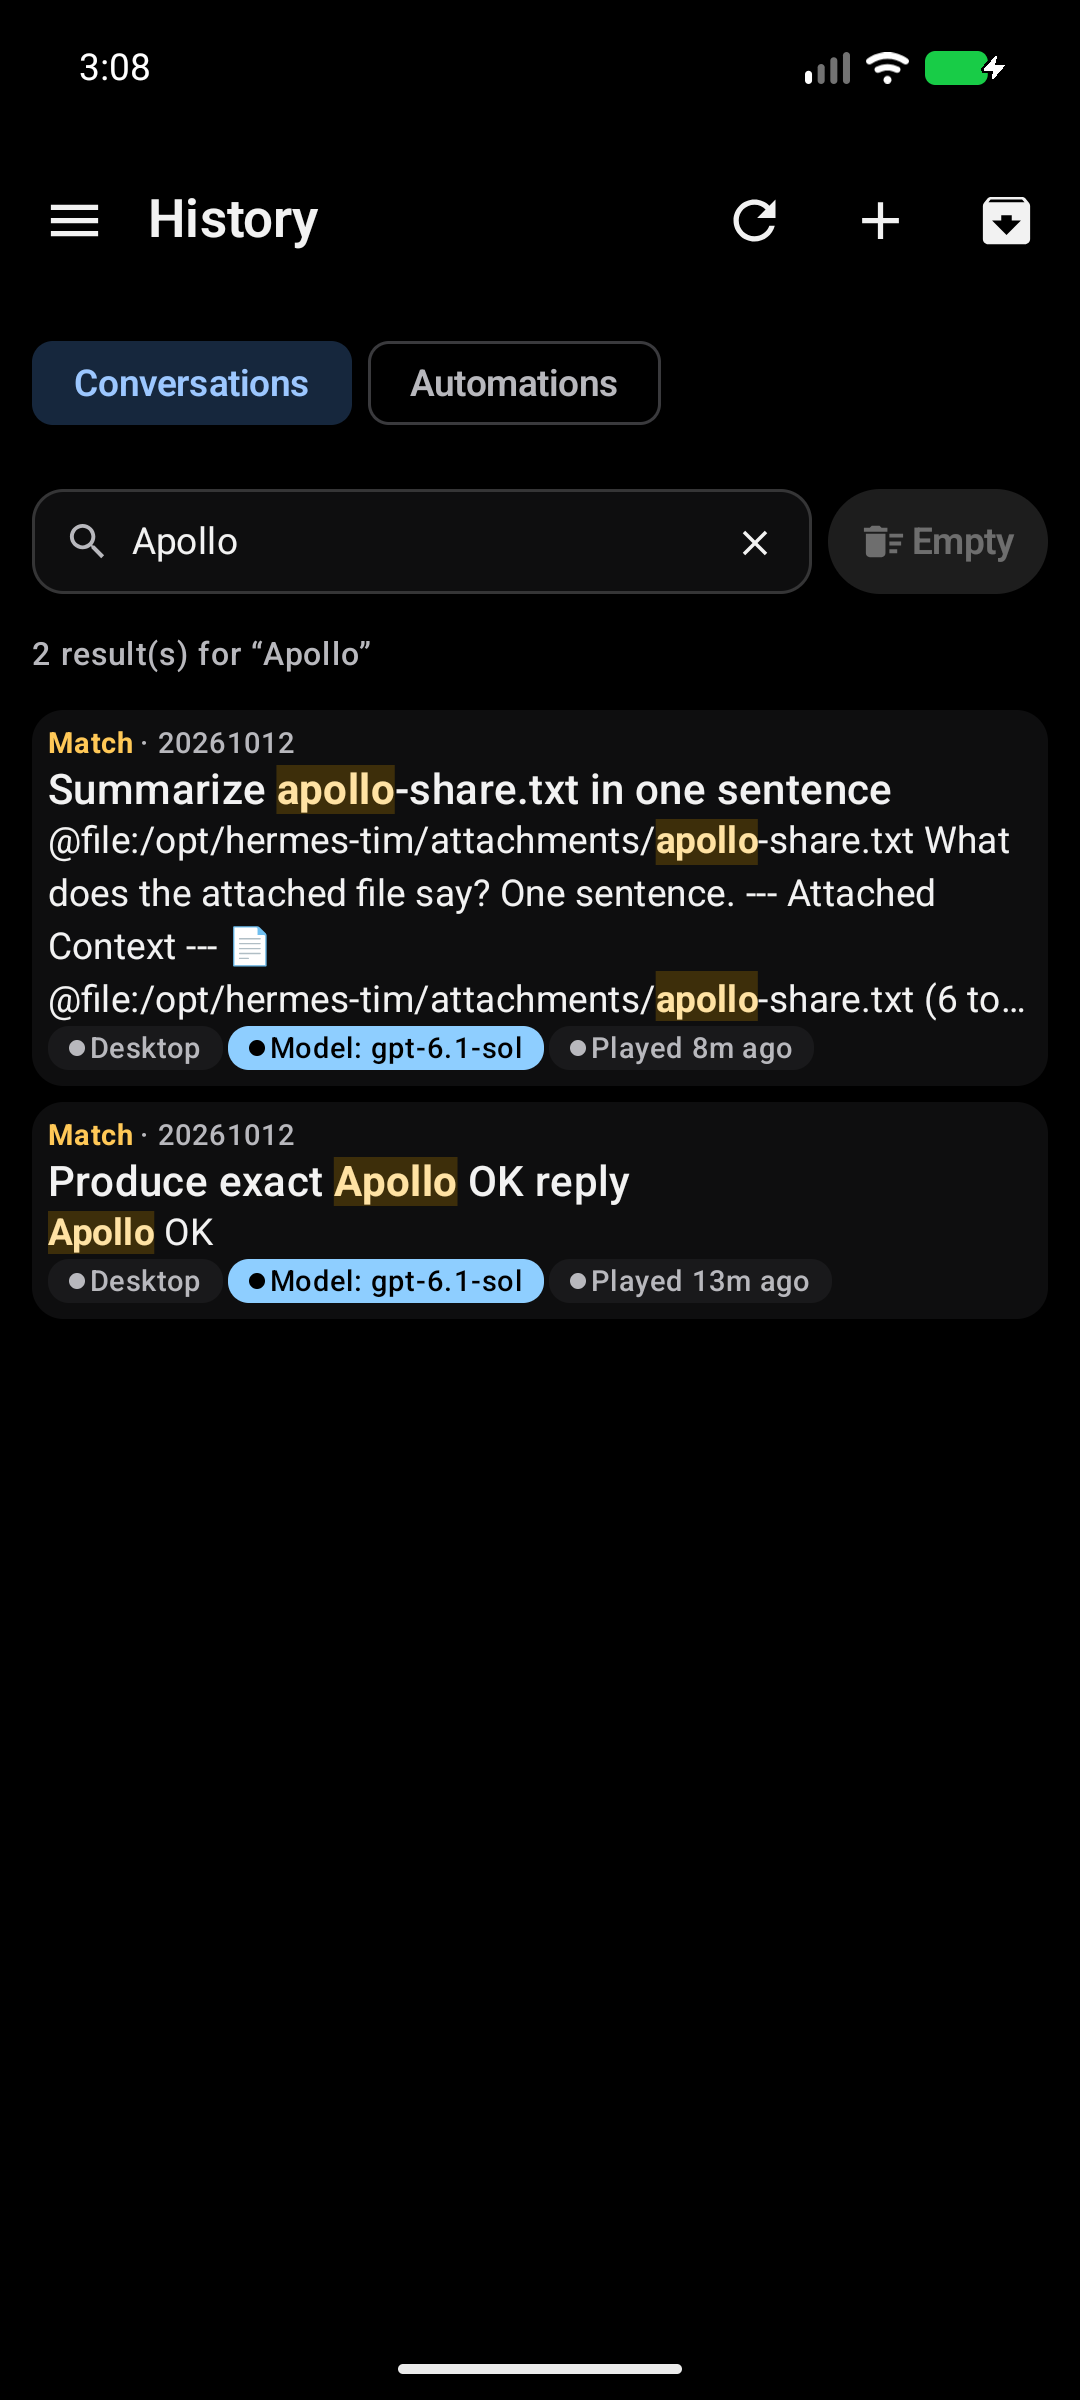 3:08
History
Conversations
Automations
Apollo
Empty
2 result(s) for “Apollo”
Match · 20261012
Summarize apollo-share.txt in one sentence
@file:/opt/hermes-tim/attachments/apollo-share.txt What
does the attached file say? One sentence. --- Attached
Context --- 📄
@file:/opt/hermes-tim/attachments/apollo-share.txt (6 to…
Desktop
Model: gpt-6.1-sol
Played 8m ago
Match · 20261012
Produce exact Apollo OK reply
Apollo OK
Desktop
Model: gpt-6.1-sol
Played 13m ago